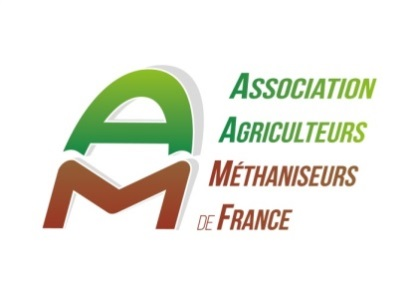 A
M
ASSOCIATION
AGRICULTEURS
MÉTHANISEURS
DE FRANCE